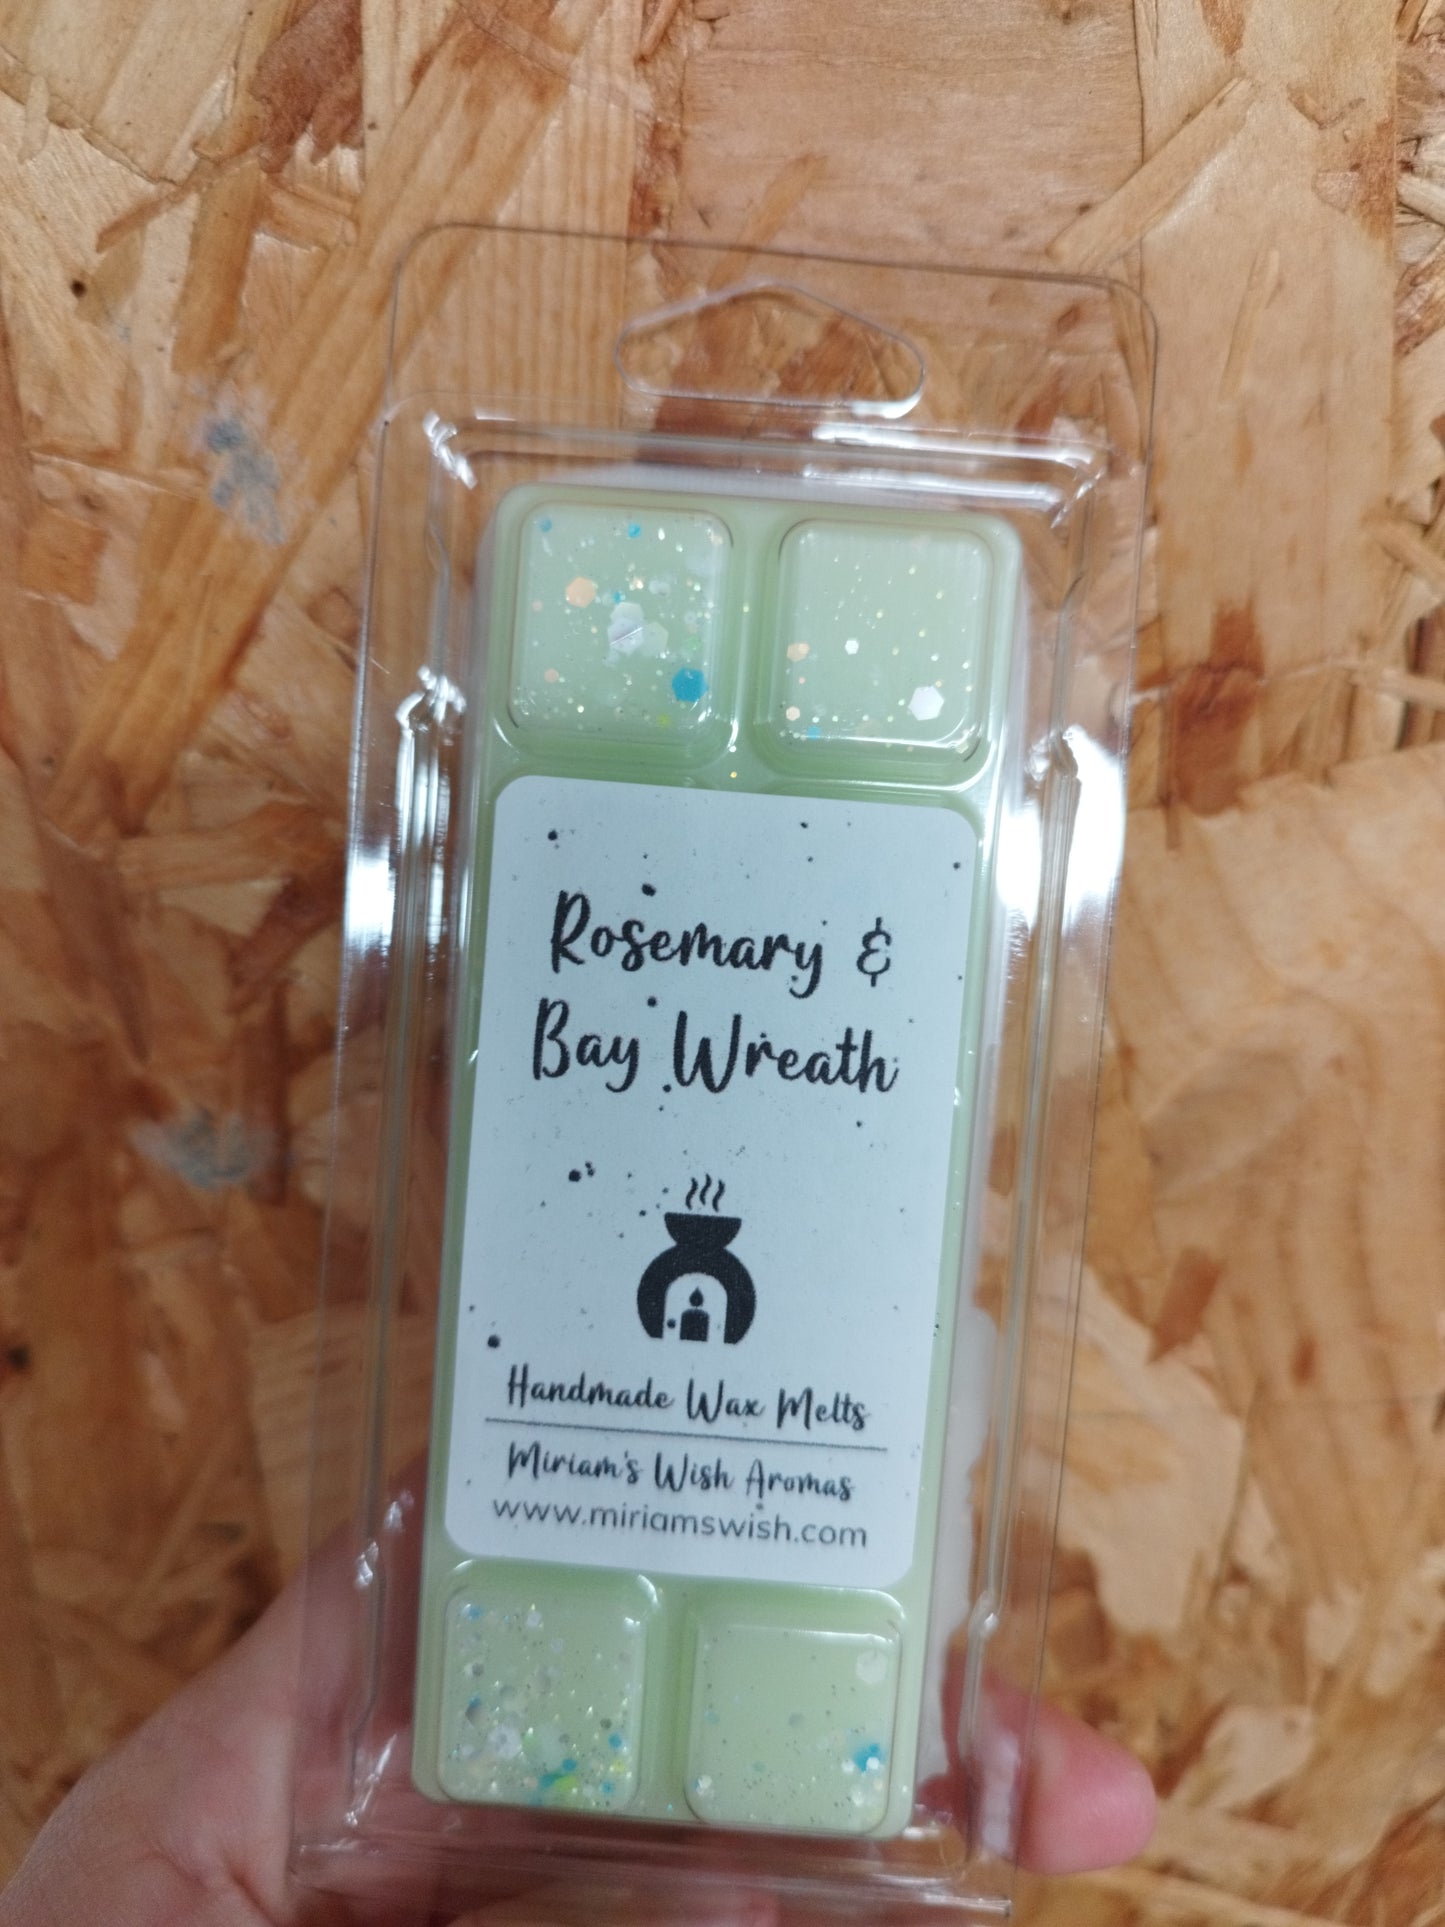 Rosemary &
Bay Wreath
Handmade Wax Melts
Miriam's Wish Aromas
www.miriamswish.com